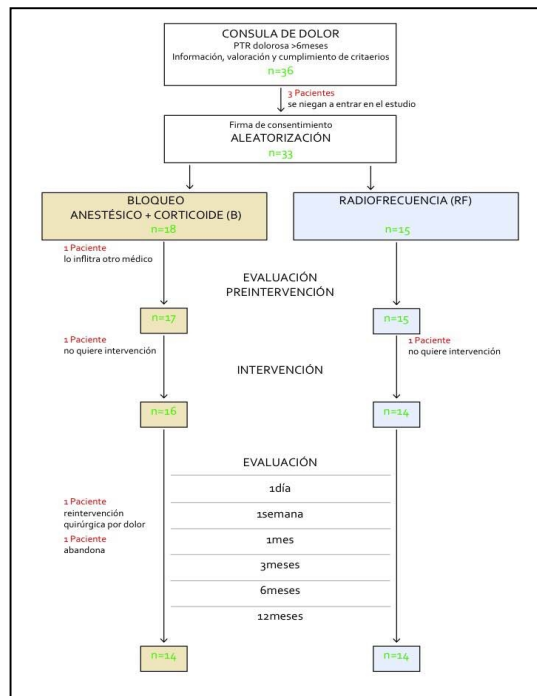 CONSULA DE DOLOR
PTR dolorosa >6meses
Información, valoración y cumplimiento de critaerios
n=36
3 Pacientes
se niegan a entrar en el estudio
Firma de consentimiento
ALEATORIZACIÓN
n=33
BLOQUEO
ANESTÉSICO + CORTICOIDE (B)
n=18
RADIOFRECUENCIA (RF)
n=15
1 Paciente
lo inflitra otro médico
EVALUACIÓN
PREINTERVENCIÓN
n=17
n=15
1 Paciente
no quiere intervención
1 Paciente
no quiere intervención
INTERVENCIÓN
n=16
n=14
EVALUACIÓN
1día
1semana
1mes
3meses
6meses
12meses
1 Paciente
reintervención
quirúrgica por dolor
1 Paciente
abandona
n=14
n=14